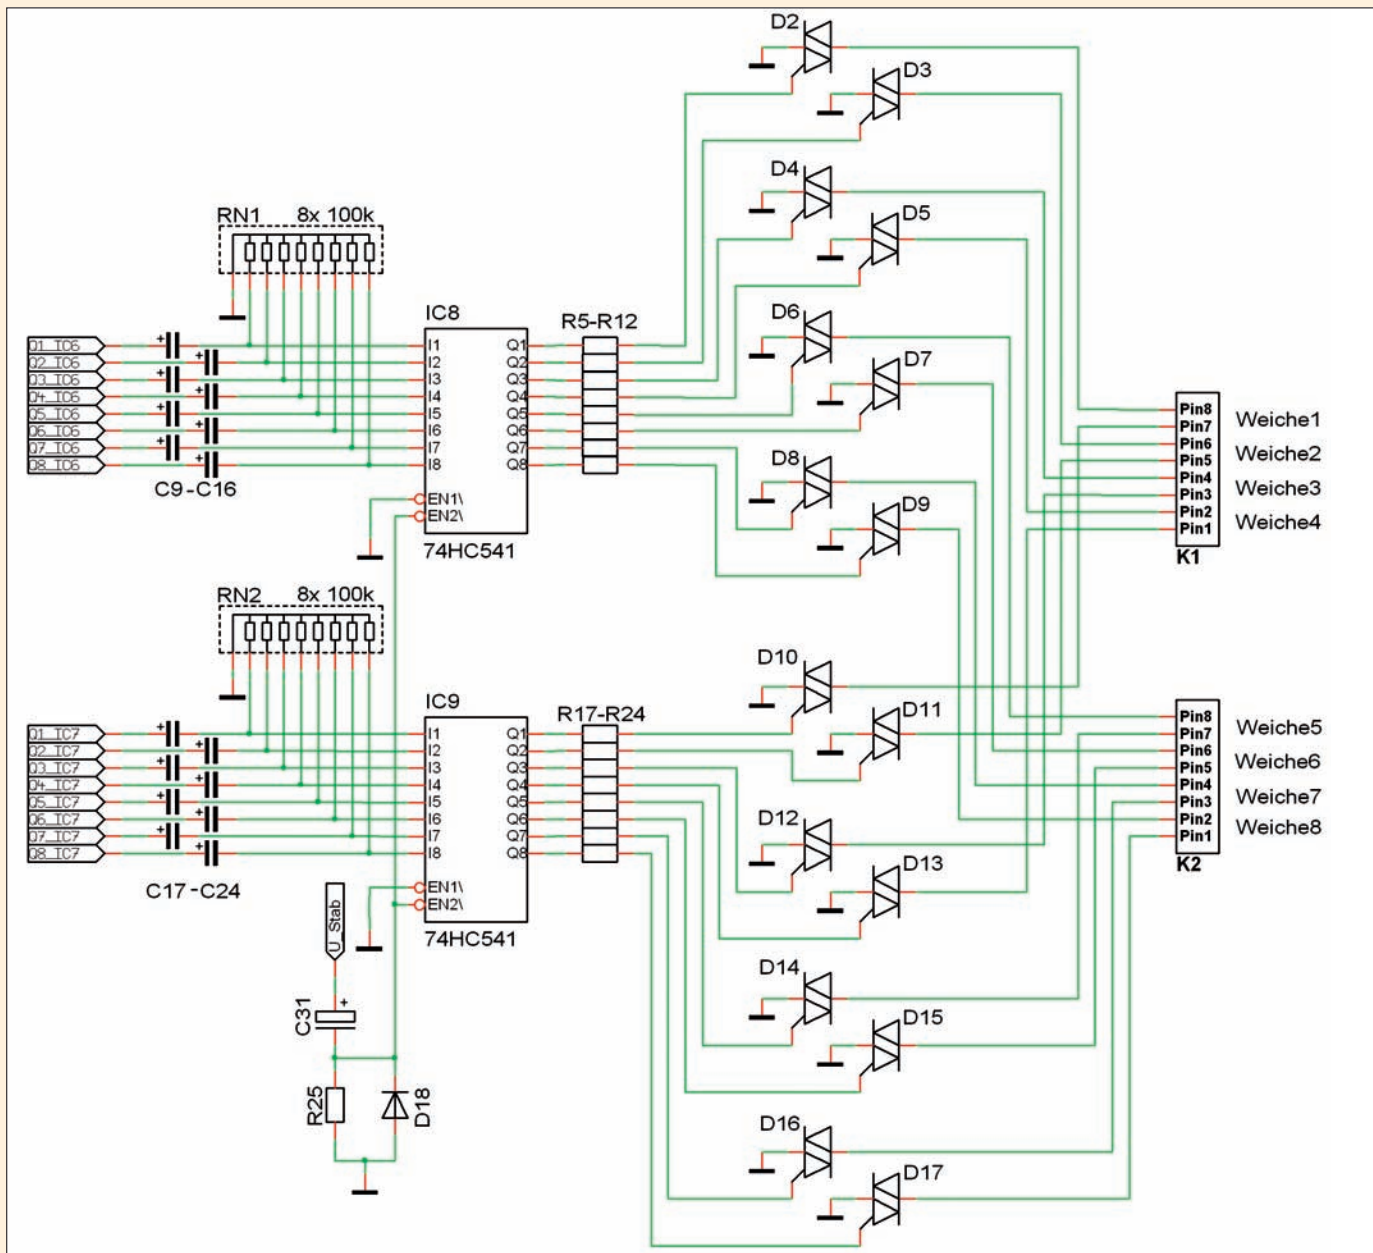 D2
D3
D4
D5
RN1 8x 100k
IC8
R5-R12
D6
D7
Q1_IC6 I1 Q1
Q2_IC6 I2 Q2
Q3_IC6 I3 Q3
Q4_IC6 I4 Q4
Q5_IC6 I5 Q5
Q6_IC6 I6 Q6
Q7_IC6 I7 Q7
Q8_IC6 I8 Q8
C9-C16
EN1\
EN2\
74HC541
D8
D9
Pin8 Weiche1
Pin7
Pin6 Weiche2
Pin5
Pin4 Weiche3
Pin3
Pin2 Weiche4
Pin1
K1
RN2 8x 100k
IC9
R17-R24
D10
D11
Q1_IC7 I1 Q1
Q2_IC7 I2 Q2
Q3_IC7 I3 Q3
Q4_IC7 I4 Q4
Q5_IC7 I5 Q5
Q6_IC7 I6 Q6
Q7_IC7 I7 Q7
Q8_IC7 I8 Q8
C17-C24
EN1\
EN2\
74HC541
D12
D13
Pin8 Weiche5
Pin7
Pin6 Weiche6
Pin5
Pin4 Weiche7
Pin3
Pin2 Weiche8
Pin1
K2
U_Stab
+
C31
R25
D18
D14
D15
D16
D17